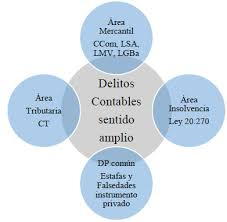 Área
Mercantil
CCom, LSA,
LMV, LGBa
Delitos
Contables
sentido
amplio
Área
Tributaria
CT
Área
Insolvencia
Ley 20.270
DP común
Estafas y
Falsedades
instrumento
privado